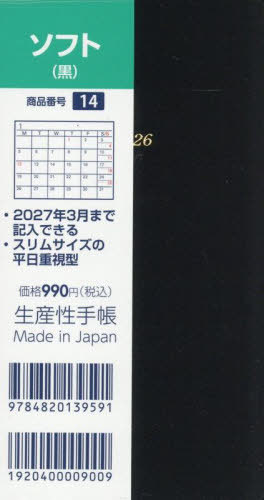 ソフト
(黒)
商品番号 14
1
M T W T F S S
26
・2027年3月まで
記入できる
・スリムサイズの
平日重視型
価格990円(税込)
生産性手帳
Made in Japan
9784820139591
1920400009009